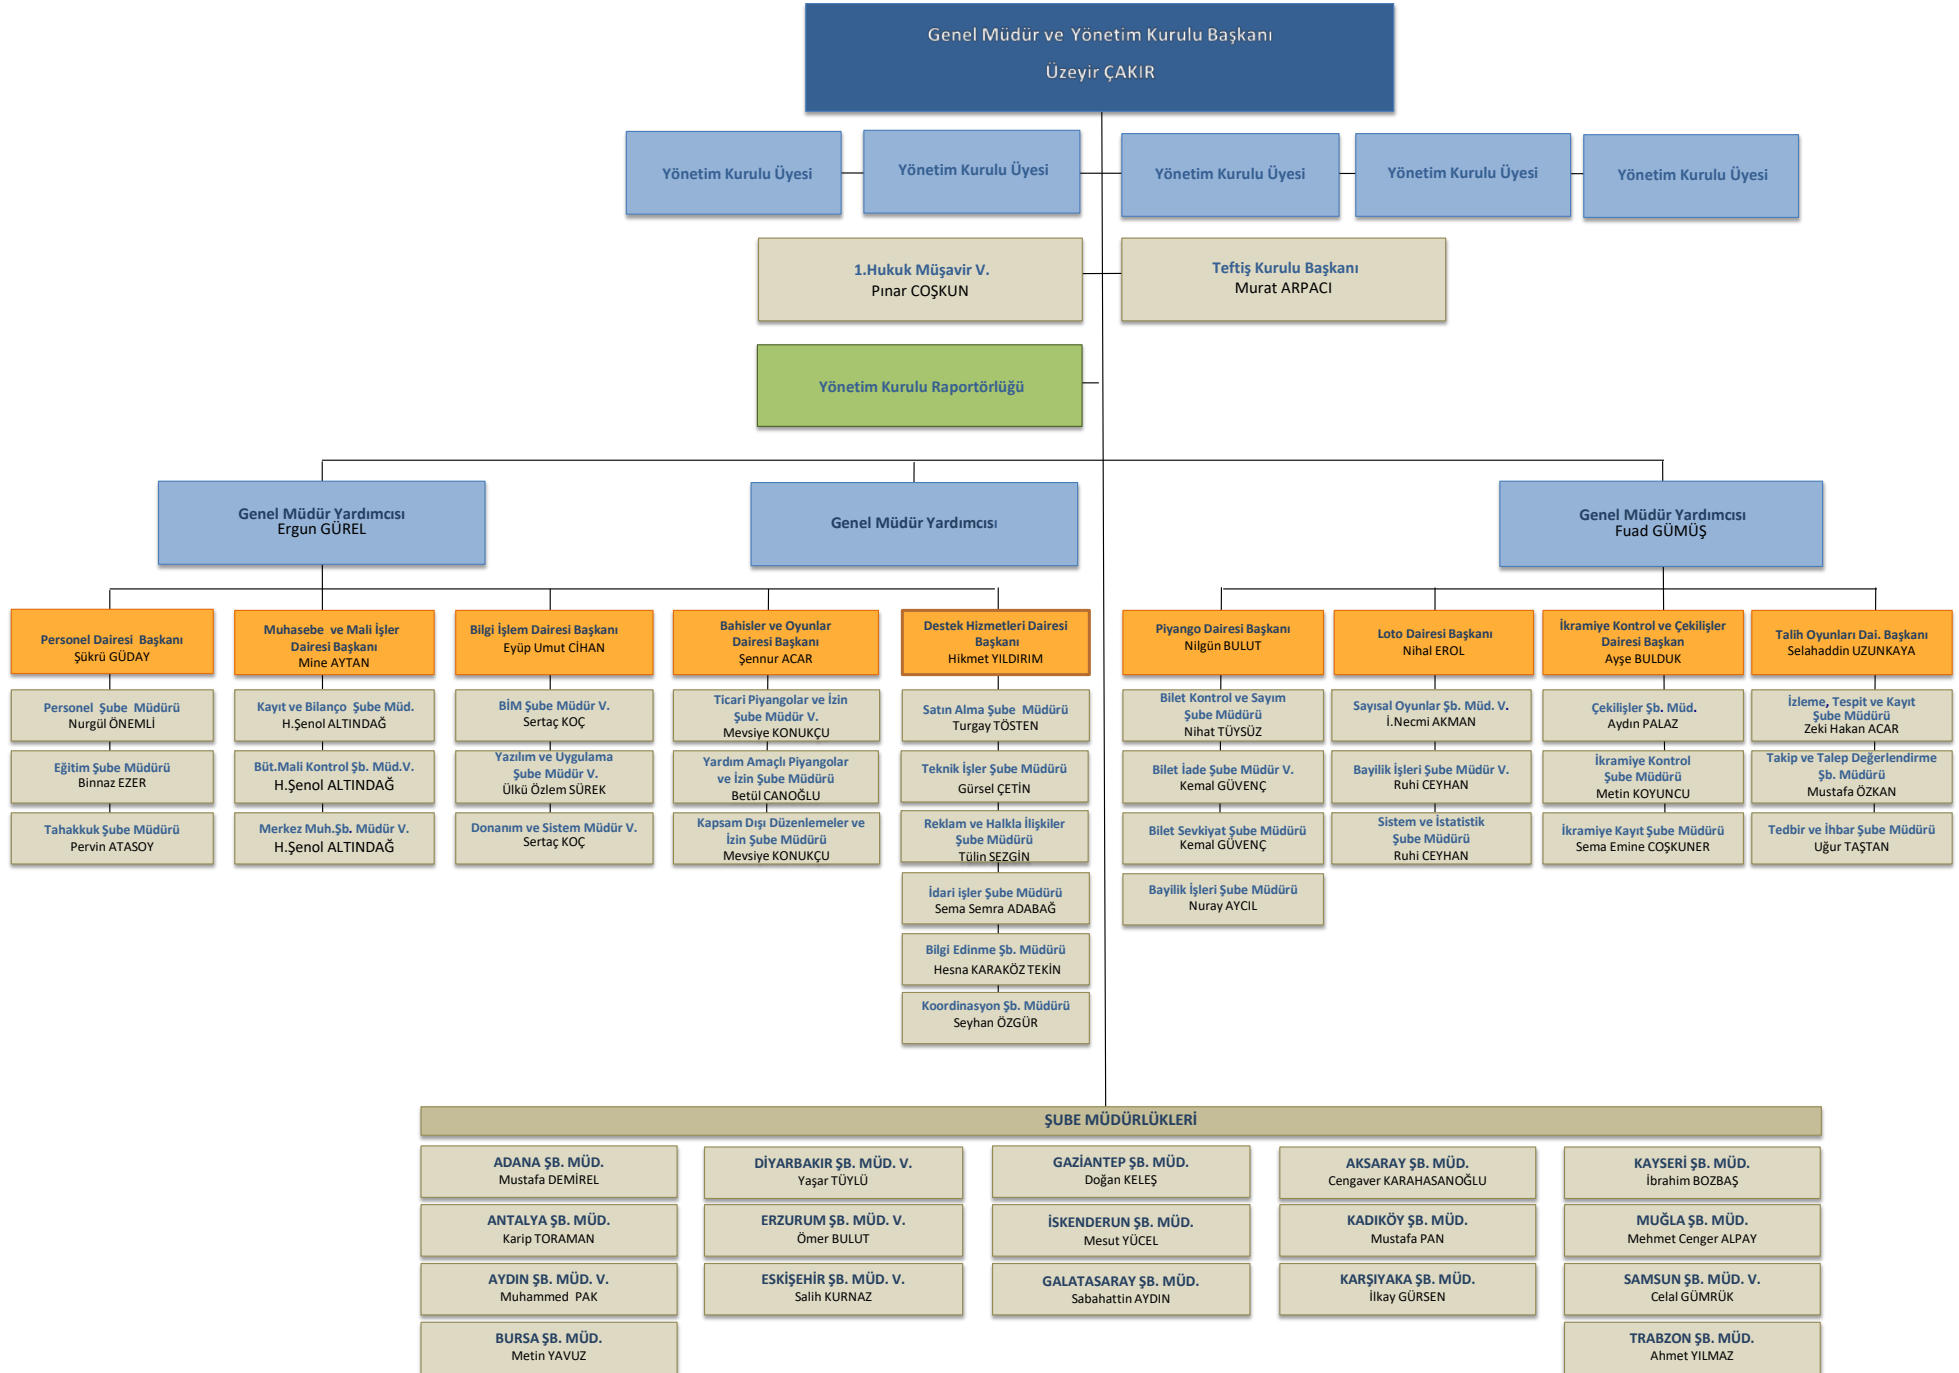 Genel Müdür ve Yönetim Kurulu Başkanı
Üzeyir ÇAKIR
Yönetim Kurulu Üyesi
Yönetim Kurulu Üyesi
Yönetim Kurulu Üyesi
Yönetim Kurulu Üyesi
Yönetim Kurulu Üyesi
1.Hukuk Müşavir V.
Pınar COŞKUN
Teftiş Kurulu Başkanı
Murat ARPACI
Yönetim Kurulu Raportörlüğü
Genel Müdür Yardımcısı
Ergun GÜREL
Genel Müdür Yardımcısı
Genel Müdür Yardımcısı
Fuad GÜMÜŞ
Personel Dairesi Başkanı
Şükrü GÜDAY
Muhasebe ve Mali İşler
Dairesi Başkanı
Mine AYTAN
Bilgi İşlem Dairesi Başkanı
Eyüp Umut CİHAN
Bahisler ve Oyunlar
Dairesi Başkanı
Şennur ACAR
Destek Hizmetleri Dairesi
Başkanı
Hikmet YILDIRIM
Piyango Dairesi Başkanı
Nilgün BULUT
Loto Dairesi Başkanı
Nihal EROL
İkramiye Kontrol ve Çekilişler
Dairesi Başkan
Ayşe BULDUK
Talih Oyunları Dai. Başkanı
Selahaddin UZUNKAYA
Personel Şube Müdürü
Nurgül ÖNEMLİ
Eğitim Şube Müdürü
Binnaz EZER
Tahakkuk Şube Müdürü
Pervin ATASOY
Kayıt ve Bilanço Şube Müd.
H.Şenol ALTINDAĞ
Büt.Mali Kontrol Şb. Müd.V.
H.Şenol ALTINDAĞ
Merkez Muh.Şb. Müdür V.
H.Şenol ALTINDAĞ
BİM Şube Müdür V.
Sertaç KOÇ
Yazılım ve Uygulama
Şube Müdür V.
Ülkü Özlem SÜREK
Donanım ve Sistem Müdür V.
Sertaç KOÇ
Ticari Piyangolar ve İzin
Şube Müdür V.
Mevsiye KONUKÇU
Yardım Amaçlı Piyangolar
ve İzin Şube Müdürü
Betül CANOĞLU
Kapsam Dışı Düzenlemeler ve
İzin Şube Müdürü
Mevsiye KONUKÇU
Satın Alma Şube Müdürü
Turgay TÖSTEN
Teknik İşler Şube Müdürü
Gürsel ÇETİN
Reklam ve Halkla İlişkiler
Şube Müdürü
Tülin SEZGİN
İdari işler Şube Müdürü
Sema Semra ADABAĞ
Bilgi Edinme Şb. Müdürü
Hesna KARAKÖZ TEKİN
Koordinasyon Şb. Müdürü
Seyhan ÖZGÜR
Bilet Kontrol ve Sayım
Şube Müdürü
Nihat TÜYSÜZ
Bilet İade Şube Müdür V.
Kemal GÜVENÇ
Bilet Sevkiyat Şube Müdürü
Kemal GÜVENÇ
Bayilik İşleri Şube Müdürü
Nuray AYCIL
Sayısal Oyunlar Şb. Müd. V.
İ.Necmi AKMAN
Bayilik İşleri Şube Müdür V.
Ruhi CEYHAN
Sistem ve İstatistik
Şube Müdürü
Ruhi CEYHAN
Çekilişler Şb. Müd.
Aydın PALAZ
İkramiye Kontrol
Şube Müdürü
Metin KOYUNCU
İkramiye Kayıt Şube Müdürü
Sema Emine COŞKUNER
İzleme, Tespit ve Kayıt
Şube Müdürü
Zeki Hakan ACAR
Takip ve Talep Değerlendirme
Şb. Müdürü
Mustafa ÖZKAN
Tedbir ve İhbar Şube Müdürü
Uğur TAŞTAN
ŞUBE MÜDÜRLÜKLERİ
ADANA ŞB. MÜD.
Mustafa DEMİREL
DİYARBAKIR ŞB. MÜD. V.
Yaşar TÜYLÜ
GAZİANTEP ŞB. MÜD.
Doğan KELEŞ
AKSARAY ŞB. MÜD.
Cengaver KARAHASANOĞLU
KAYSERİ ŞB. MÜD.
İbrahim BOZBAŞ
ANTALYA ŞB. MÜD.
Karip TORAMAN
ERZURUM ŞB. MÜD. V.
Ömer BULUT
İSKENDERUN ŞB. MÜD.
Mesut YÜCEL
KADIKÖY ŞB. MÜD.
Mustafa PAN
MUĞLA ŞB. MÜD.
Mehmet Cenger ALPAY
AYDIN ŞB. MÜD. V.
Muhammed PAK
ESKİŞEHİR ŞB. MÜD. V.
Salih KURNAZ
GALATASARAY ŞB. MÜD.
Sabahattin AYDIN
KARŞIYAKA ŞB. MÜD.
İlkay GÜRSEN
SAMSUN ŞB. MÜD. V.
Celal GÜMRÜK
BURSA ŞB. MÜD.
Metin YAVUZ
TRABZON ŞB. MÜD.
Ahmet YILMAZ